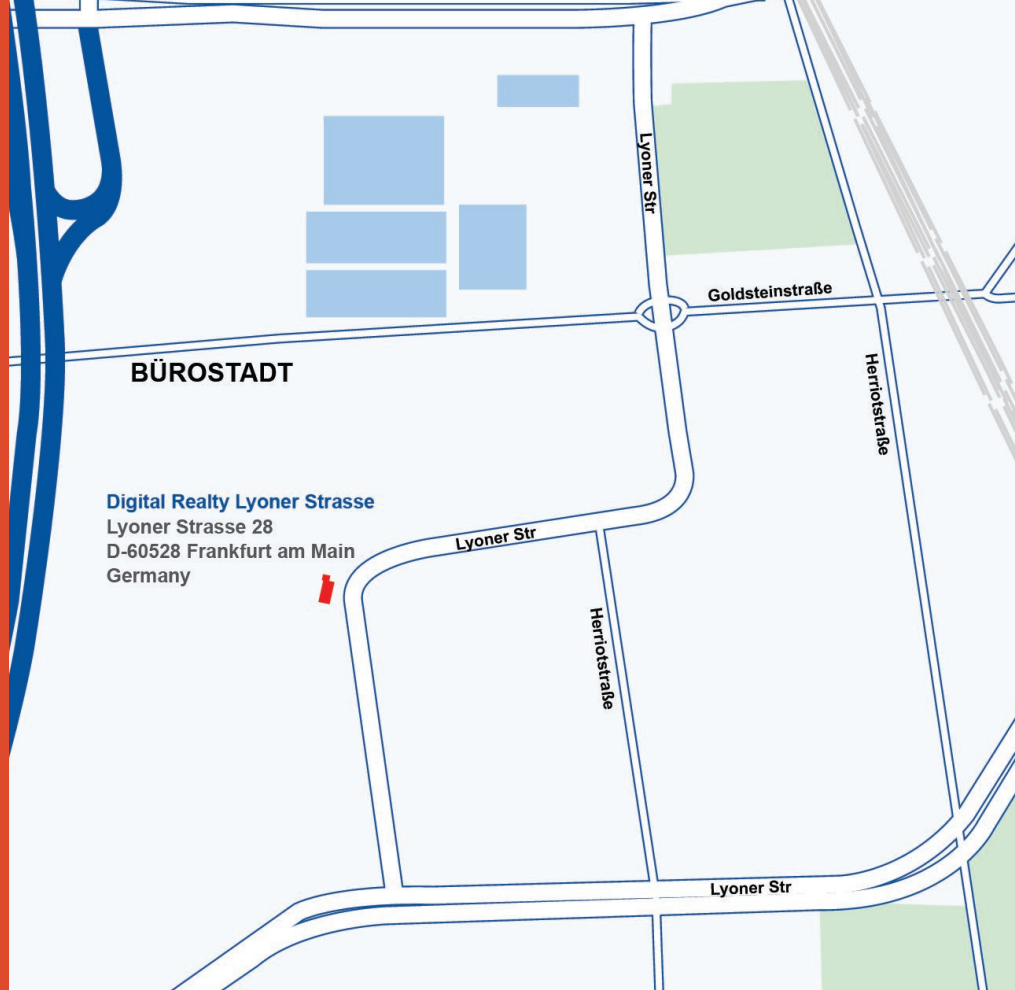 Lyoner Str
Goldsteinstraße
BÜROSTADT
Herriotstraße
Digital Realty Lyoner Strasse
Lyoner Strasse 28
D-60528 Frankfurt am Main
Germany
Lyoner Str
Herriotstraße
Lyoner Str